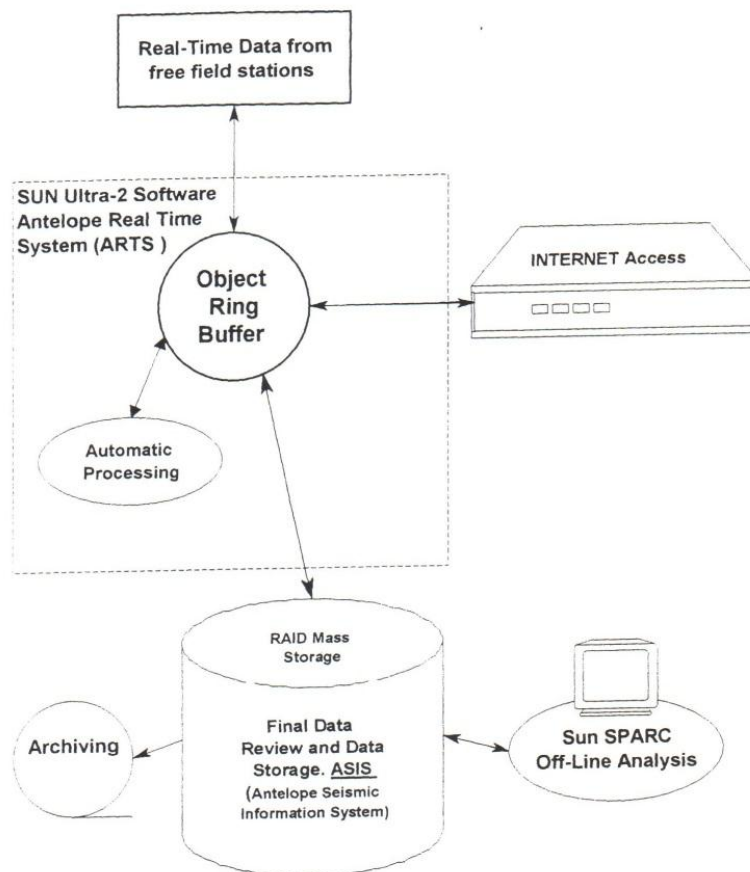 Real-Time Data from
free field stations
SUN Ultra-2 Software
Antelope Real Time
System (ARTS )
Object
Ring
Buffer
INTERNET Access
Automatic
Processing
RAID Mass
Storage
Archiving
Final Data
Review and Data
Storage. ASIS
(Antelope Seismic
Information System)
Sun SPARC
Off-Line Analysis